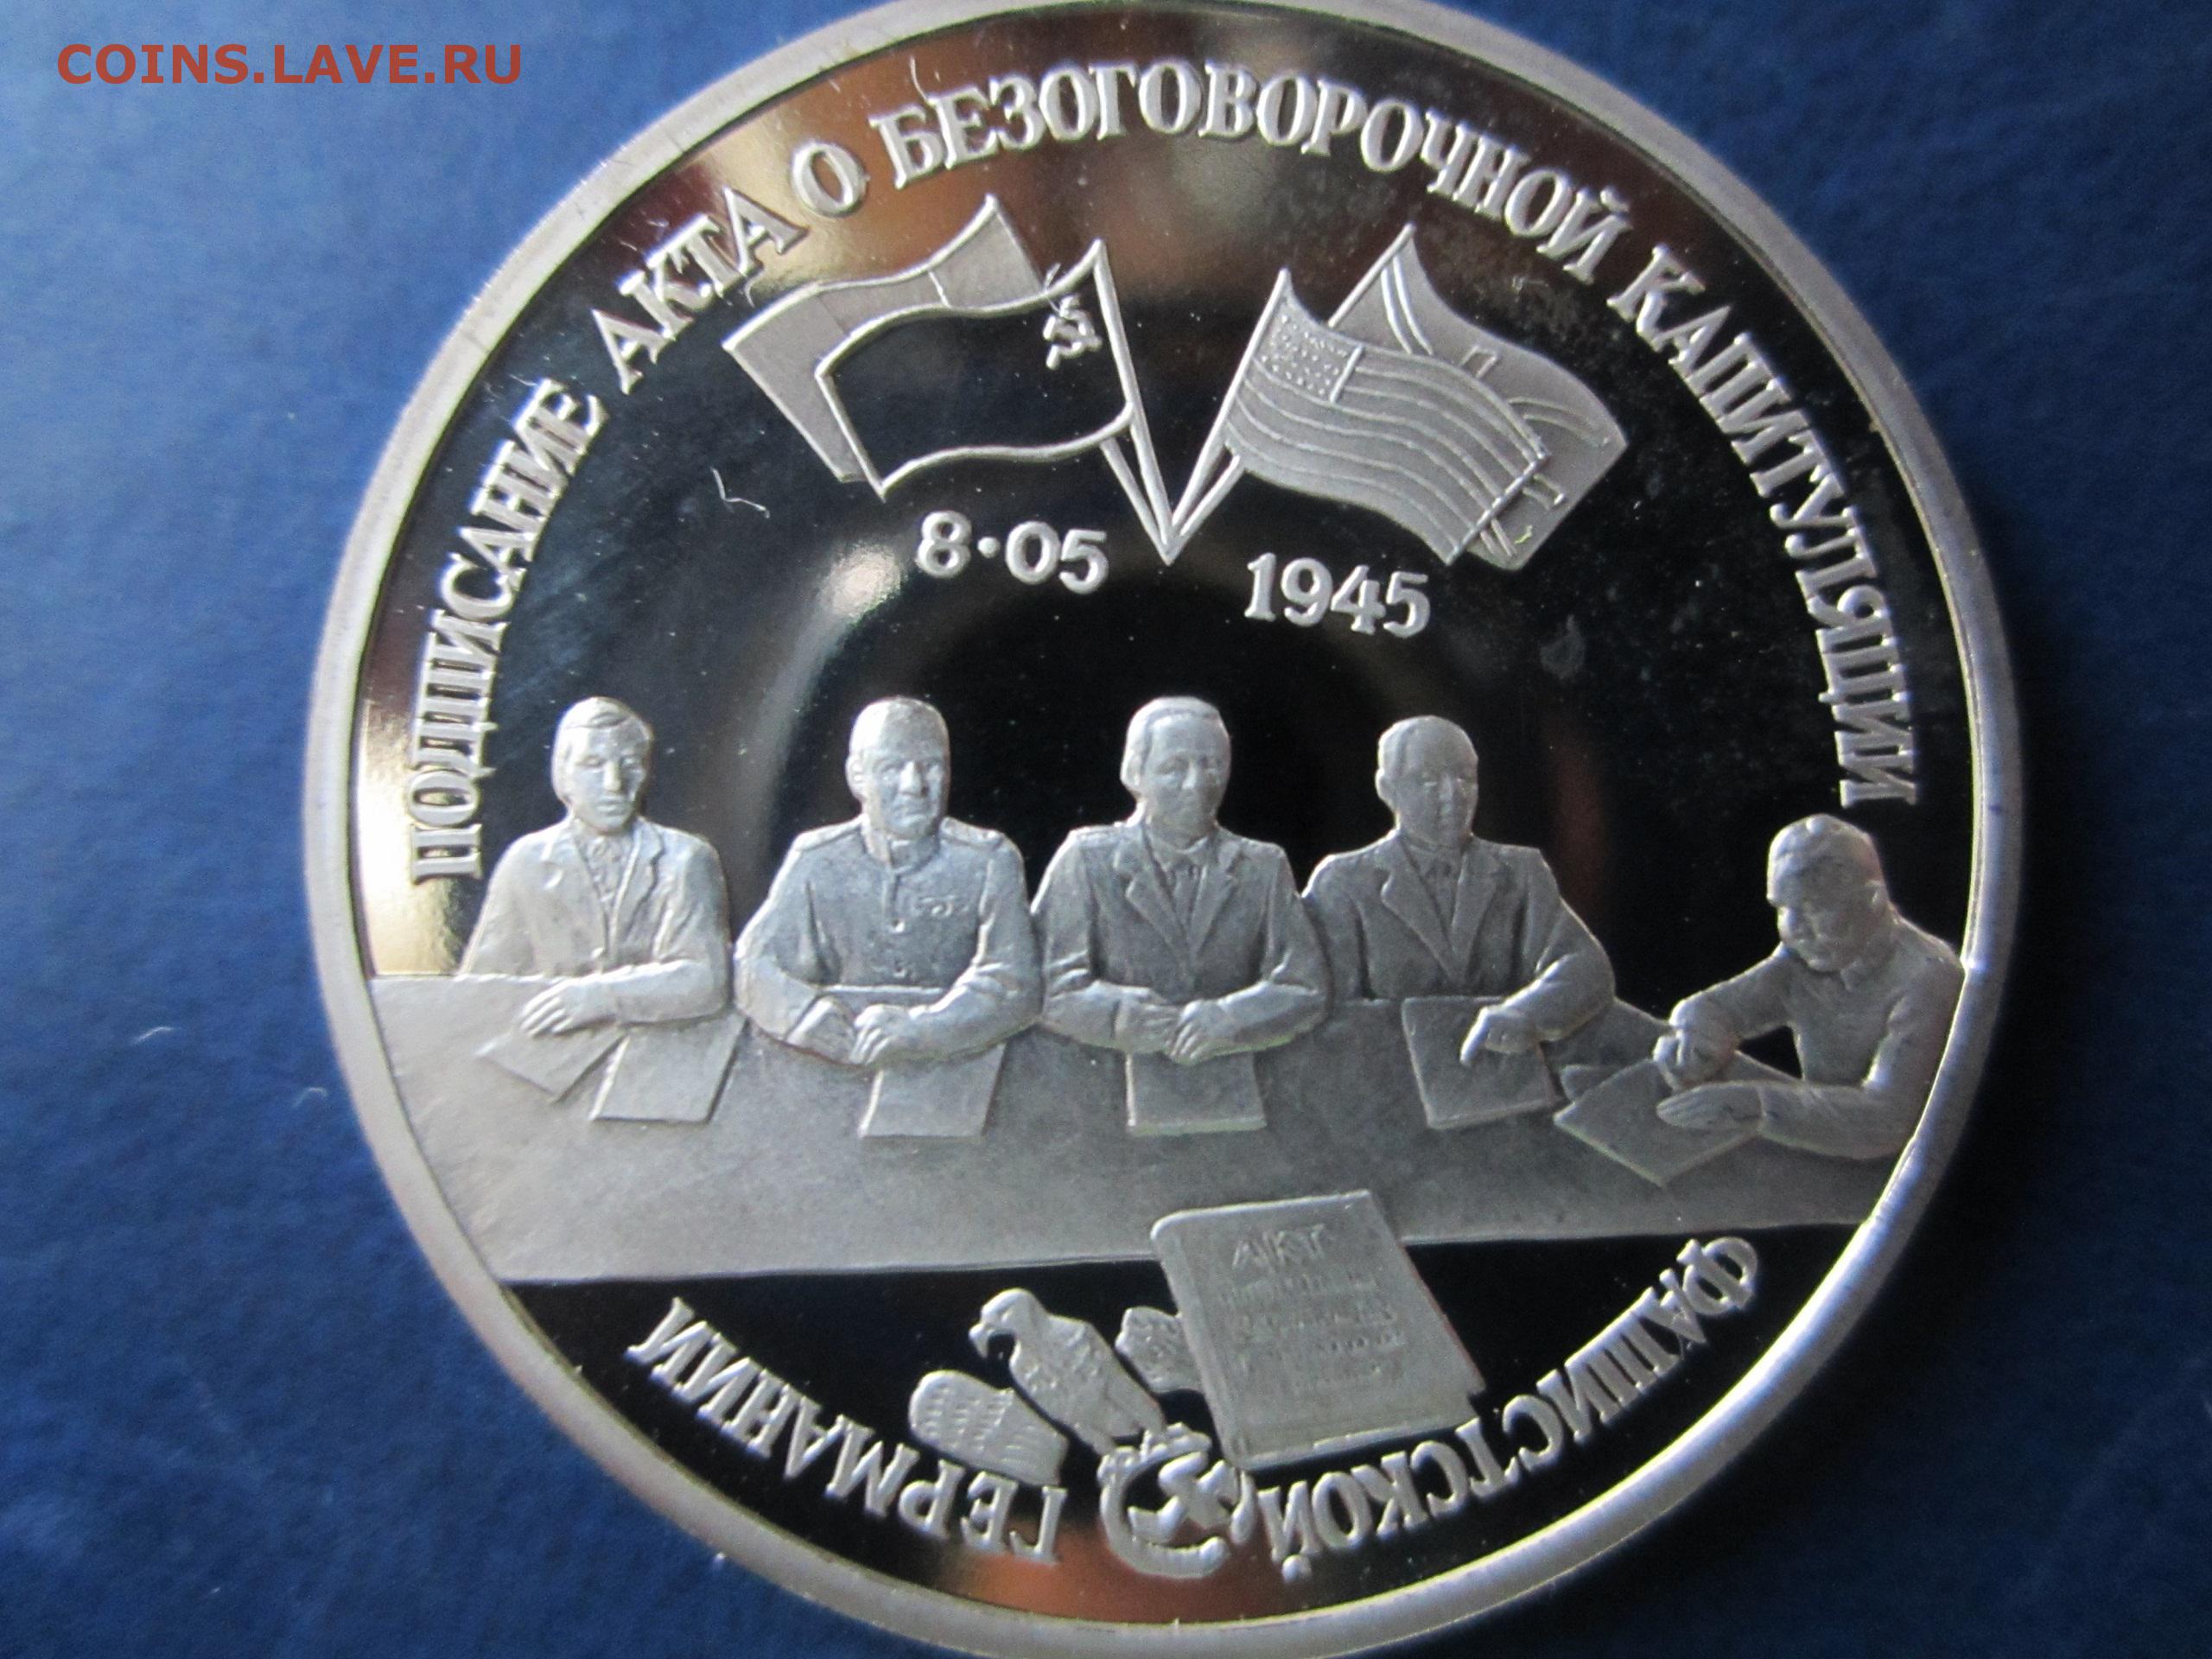 COINS.LAVE.RU
ПОДПИСАНИЕ АКТА О БЕЗОГОВОРОЧНОЙ КАПИТУЛЯЦИИ
8·05 1945
АКТ
ФАШИСТСКОЙ ГЕРМАНИИ